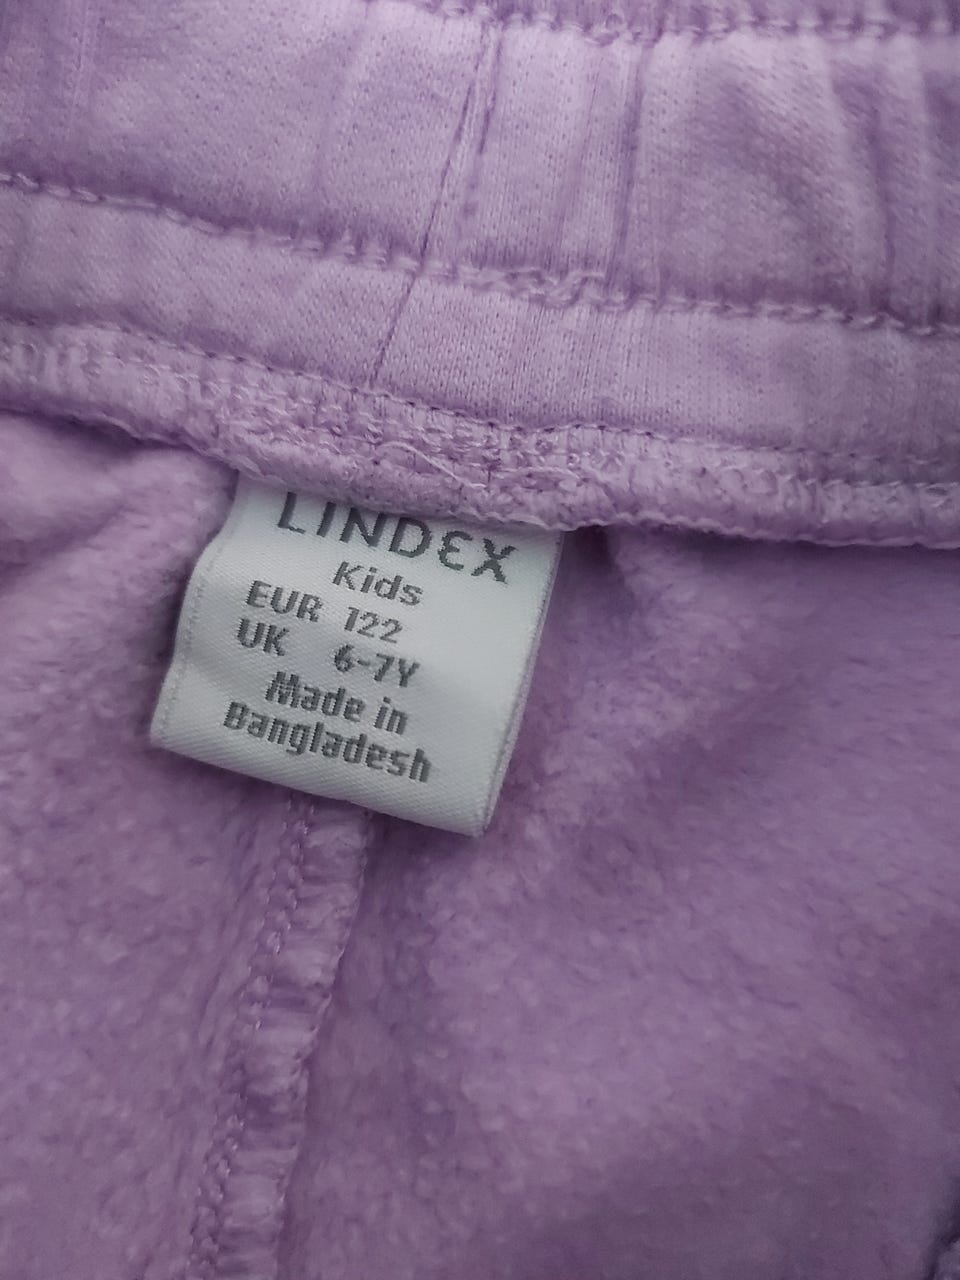 LINDEX
Kids
EUR 122
UK 6-7Y
Made in
Bangladesh